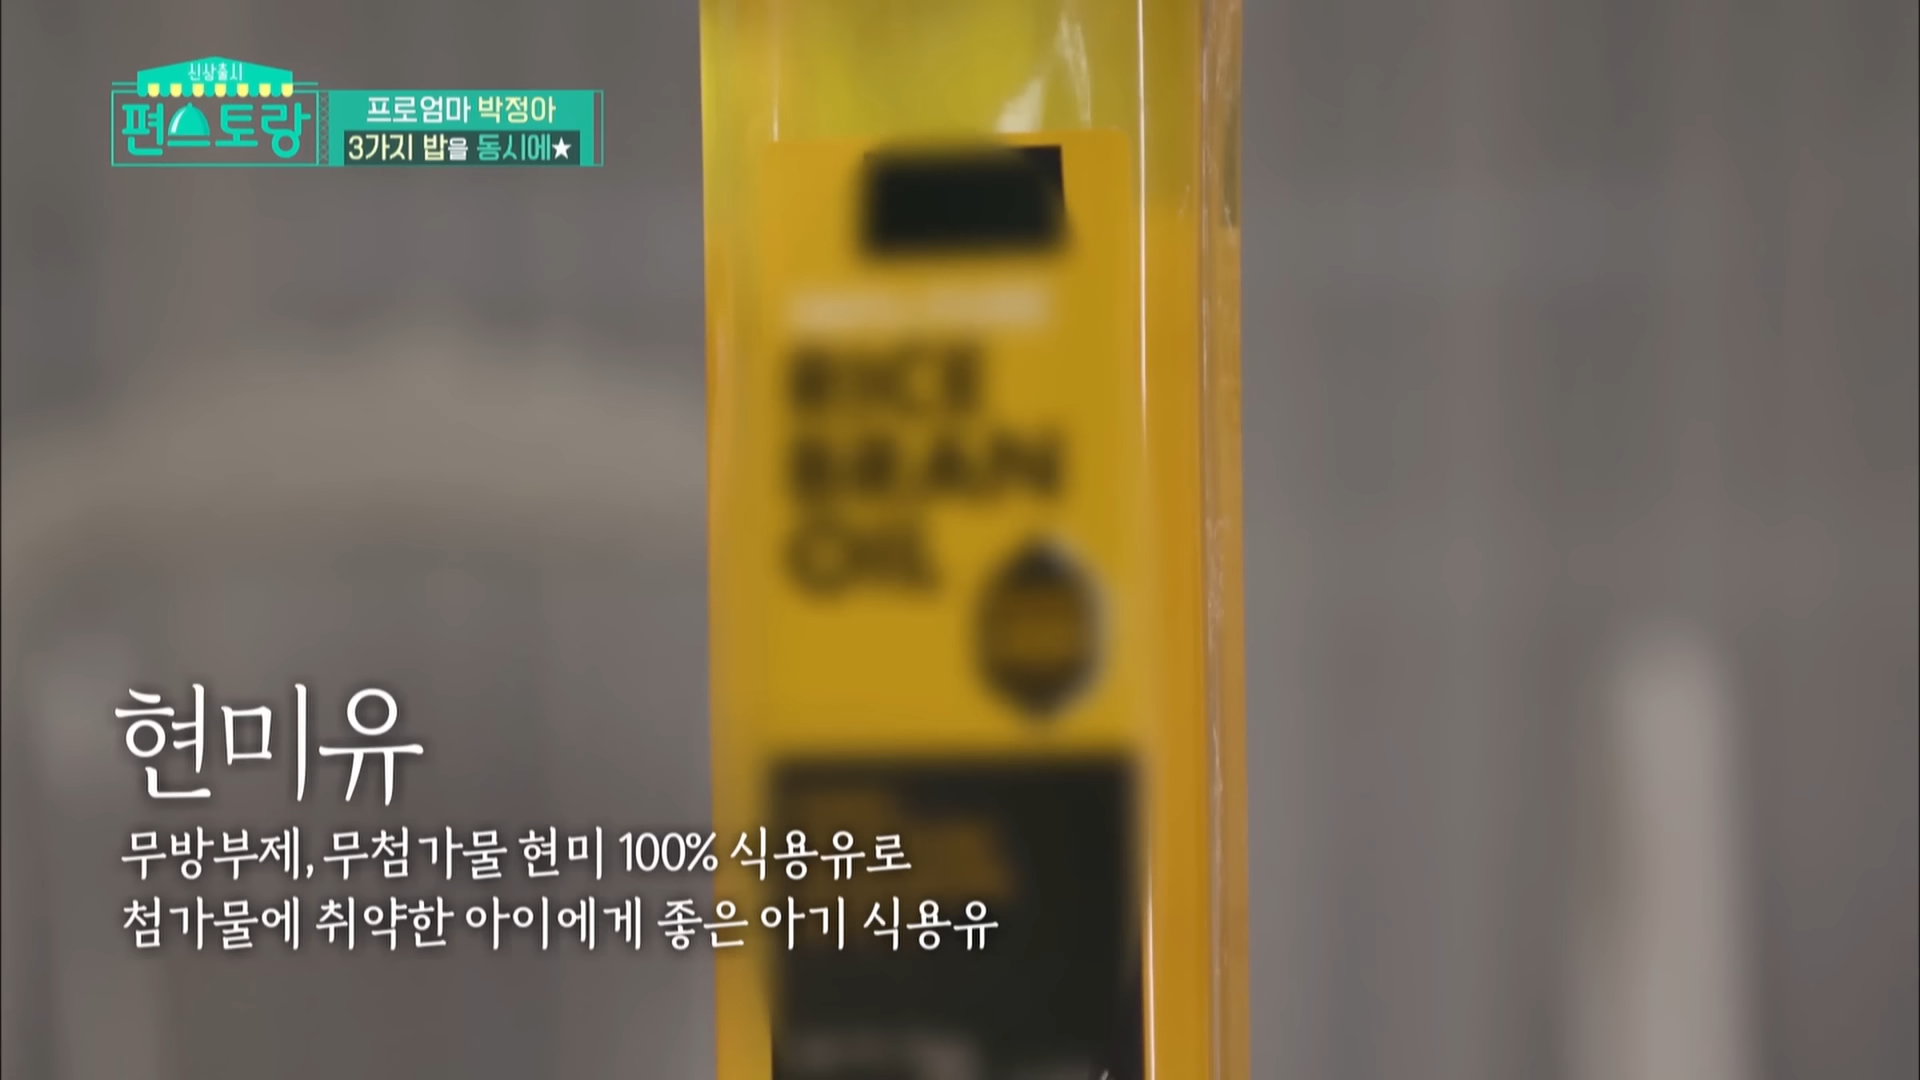 신상출시
편스토랑
프로엄마 박정아
3가지 밥을 동시에★
RICE
BRAN
OIL
현미유
무방부제, 무첨가물 현미 100% 식용유로
첨가물에 취약한 아이에게 좋은 아기 식용유